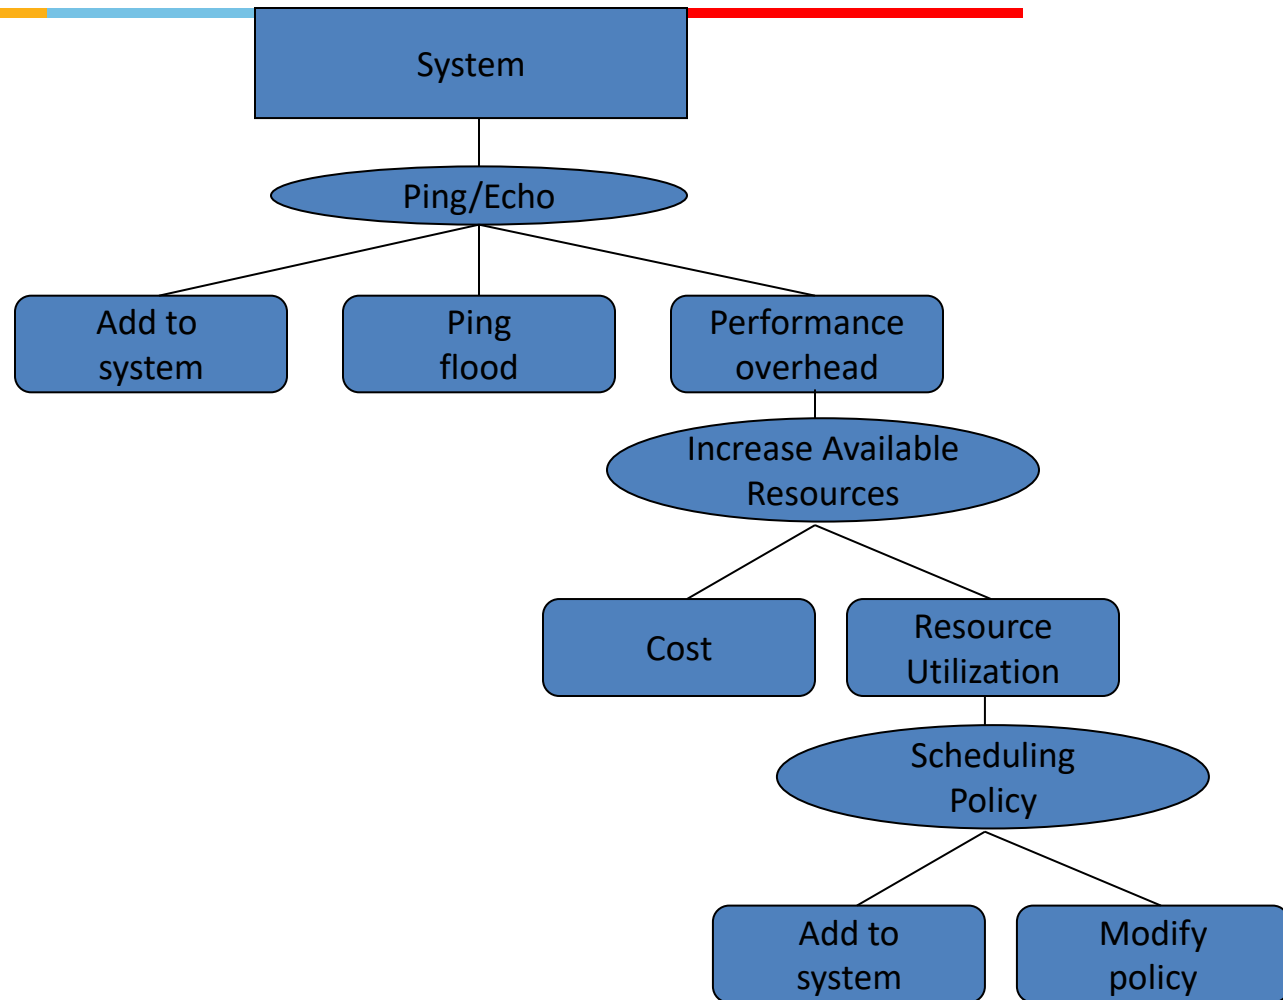 System
Ping/Echo
Add to
system
Ping
flood
Performance
overhead
Increase Available
Resources
Cost
Resource
Utilization
Scheduling
Policy
Add to
system
Modify
policy